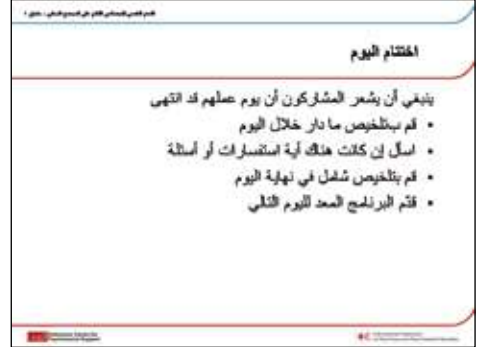 اختتام اليوم
ينبغي أن يشعر المشاركون أن يوم عملهم قد انتهى
• قم بتلخيص ما دار خلال اليوم
• اسأل إن كانت هناك أية استفسارات أو أسئلة
• قم بتلخيص شامل في نهاية اليوم
• قدّم البرنامج المعد لليوم التالي